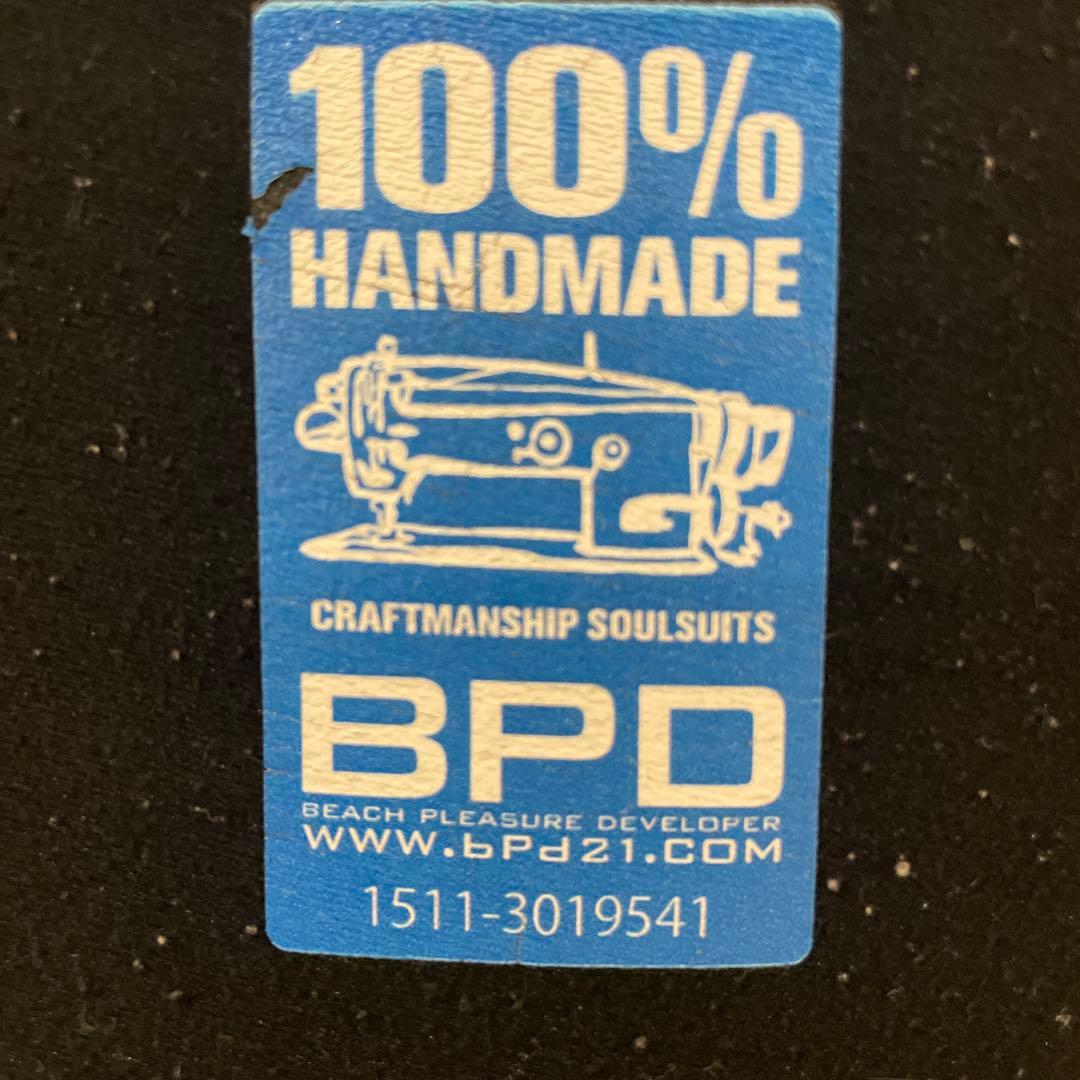 100%
HANDMADE
CRAFTMANSHIP SOULSUITS
BPD
BEACH PLEASURE DEVELOPER
WWW.bPd21.COM
1511-3019541